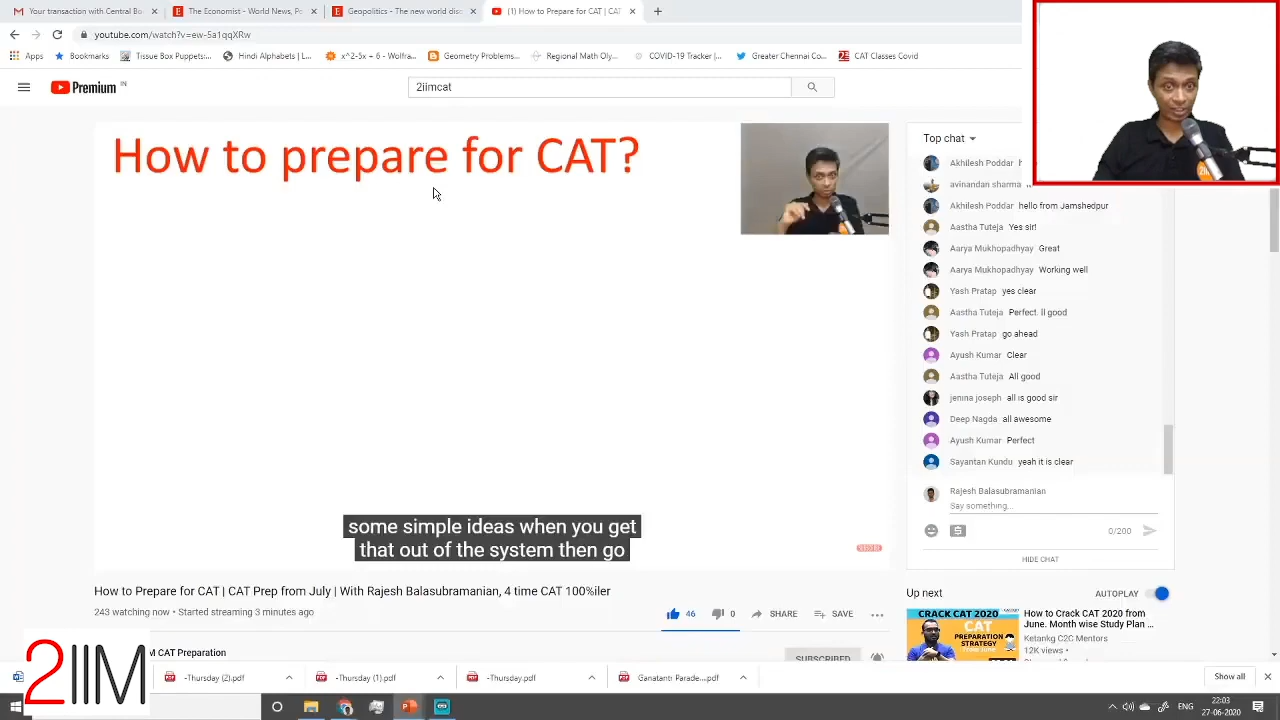 Your transaction with.Central Bo
The Economist - World News, Po
Geopolitics - The new world disc
(1) How to Prepare for CAT | CAT
youtube.com/watch?v=ew-5a1qqXRw
Apps
Bookmarks
Tissue Box Puppets:...
Hindi Alphabets | L...
x^2-5x + 6 - Wolfra...
Geometry Problems...
Regional Math Oly...
COVID-19 Tracker |...
Greater Chennai Co...
CAT Classes Covid
Premium IN
2iimcat
How to prepare for CAT?
Top chat
Akhilesh Poddar
avinandan sharma
Akhilesh Poddar hello from Jamshedpur
Aastha Tuteja Yes sir!
Aarya Mukhopadhyay Great
Aarya Mukhopadhyay Working well
Yash Pratap yes clear
Aastha Tuteja Perfect. ll good
Yash Pratap go ahead
Ayush Kumar Clear
Aastha Tuteja All good
jenina joseph all is good sir
Deep Nagda all awesome
Ayush Kumar Perfect
Sayantan Kundu yeah it is clear
Rajesh Balasubramanian
Say something...
0/200
HIDE CHAT
some simple ideas when you get
that out of the system then go
How to Prepare for CAT | CAT Prep from July | With Rajesh Balasubramanian, 4 time CAT 100%iler
243 watching now • Started streaming 3 minutes ago
46
0
SHARE
SAVE
Up next
AUTOPLAY
CRACK CAT 2020
CAT
PREPARATION
STRATEGY
How to Crack CAT 2020 from
June. Month wise Study Plan ...
Ketankg C2C Mentors
12K views •
M CAT Preparation
SUBSCRIBED
2IIM
-Thursday (2).pdf
-Thursday (1).pdf
-Thursday.pdf
Ganatanti Parade....pdf
Show all
ENG
22:03
27-06-2020